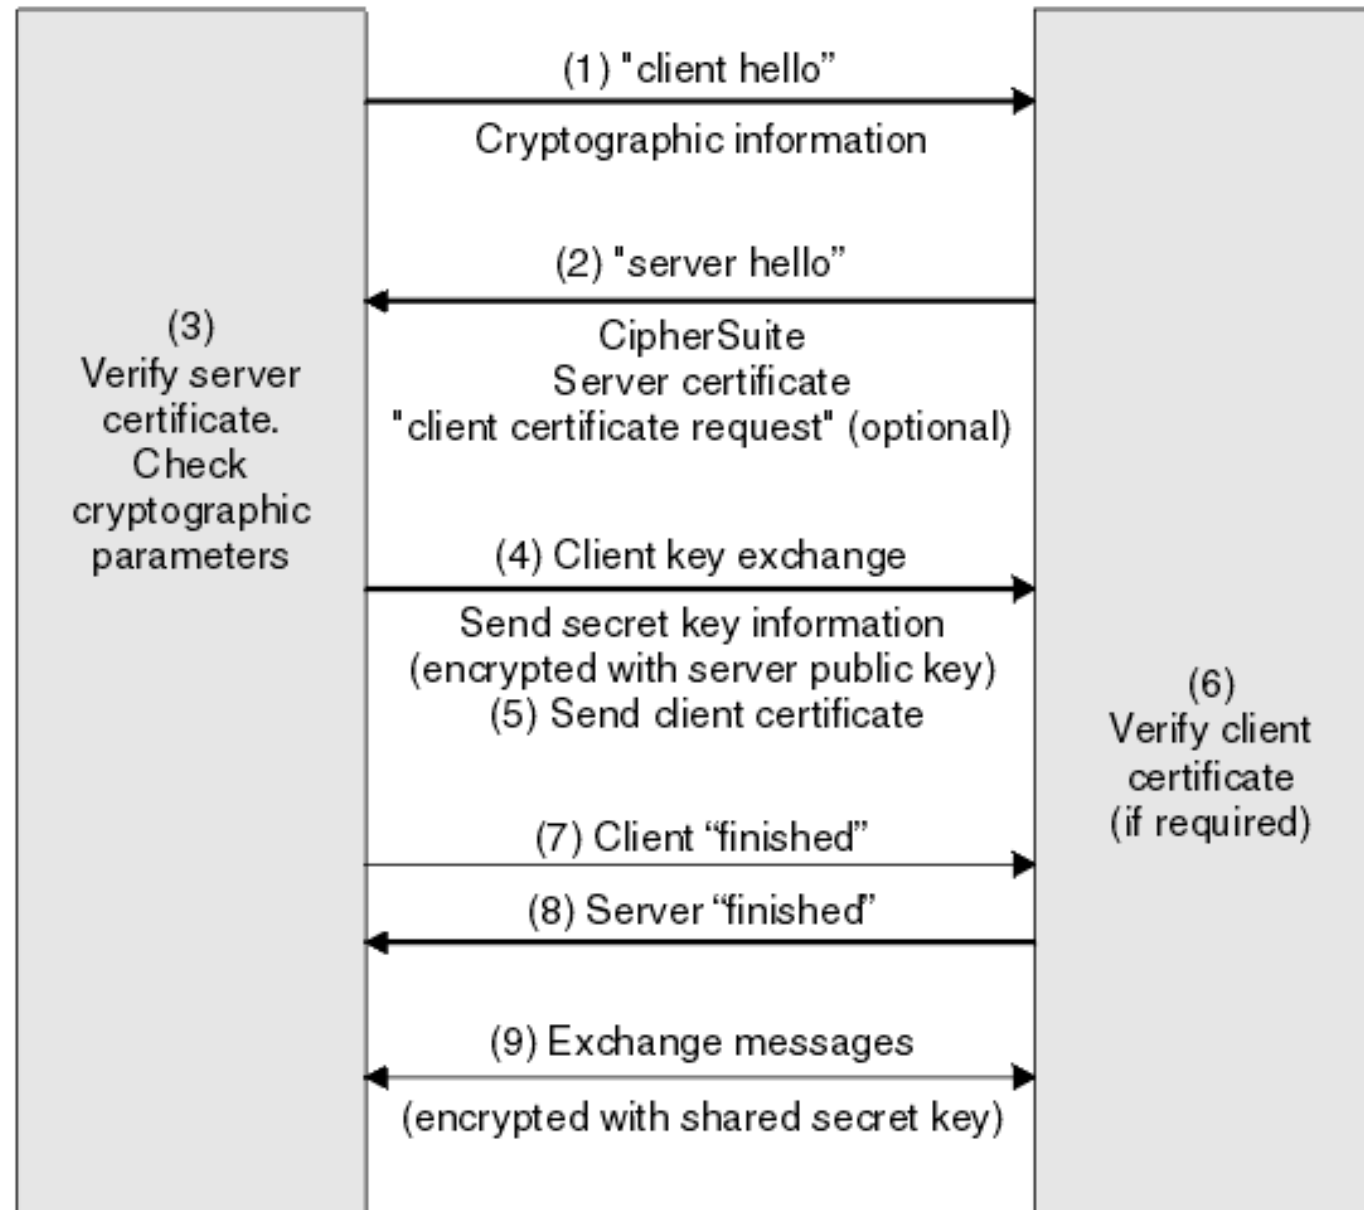 (1) "client hello”
Cryptographic information
(2) "server hello”
CipherSuite
Server certificate
"client certificate request" (optional)
(3)
Verify server
certificate.
Check
cryptographic
parameters
(4) Client key exchange
Send secret key information
(encrypted with server public key)
(5) Send client certificate
(6)
Verify client
certificate
(if required)
(7) Client “finished”
(8) Server “finished”
(9) Exchange messages
(encrypted with shared secret key)